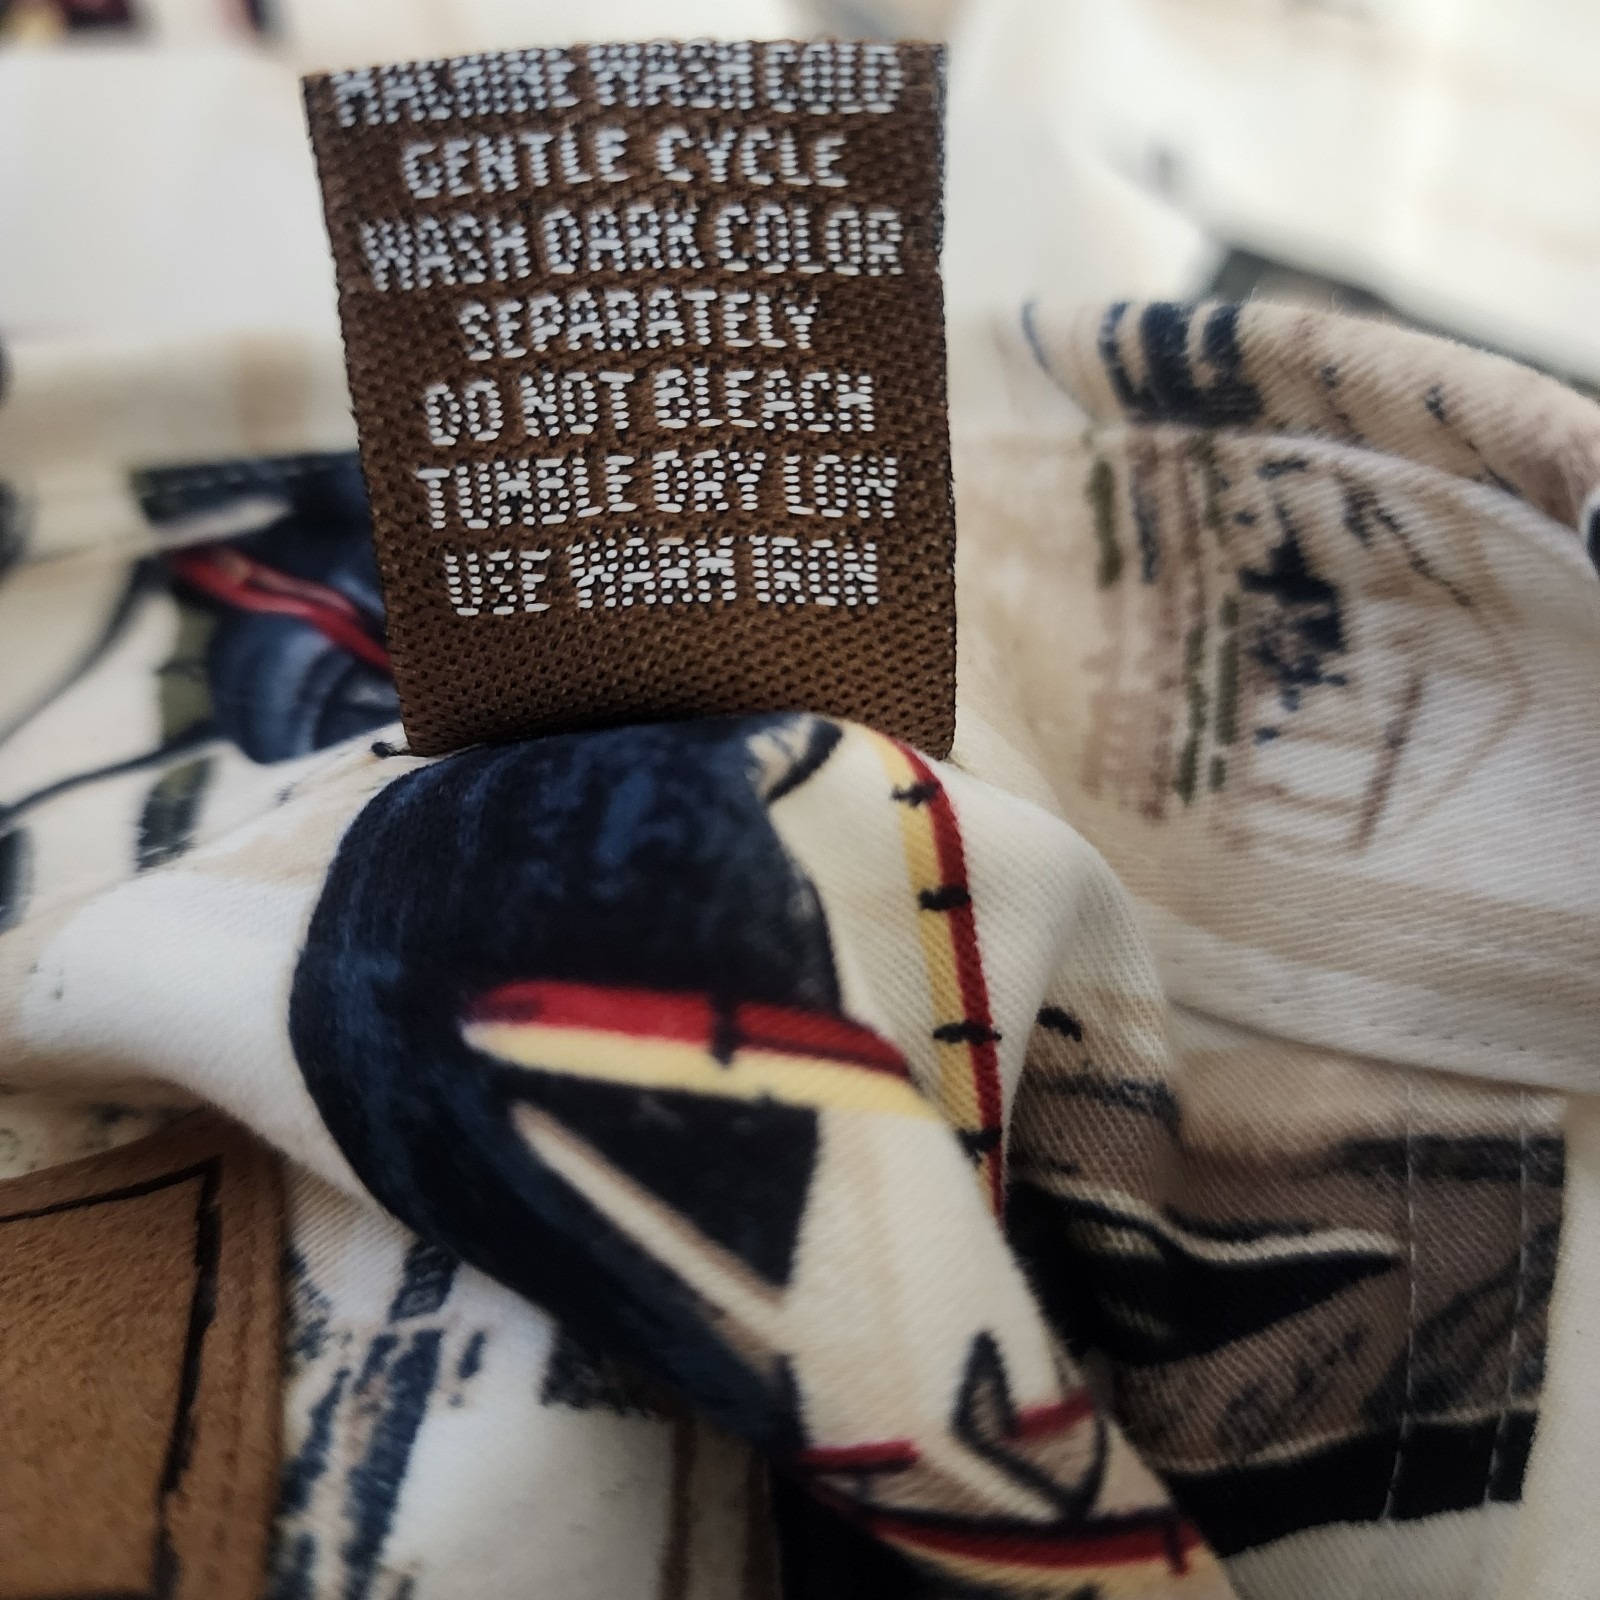 MACHINE WASH COLD
GENTLE CYCLE
WASH DARK COLOR
SEPARATELY
DO NOT BLEACH
TUMBLE DRY LOW
USE WARM IRON